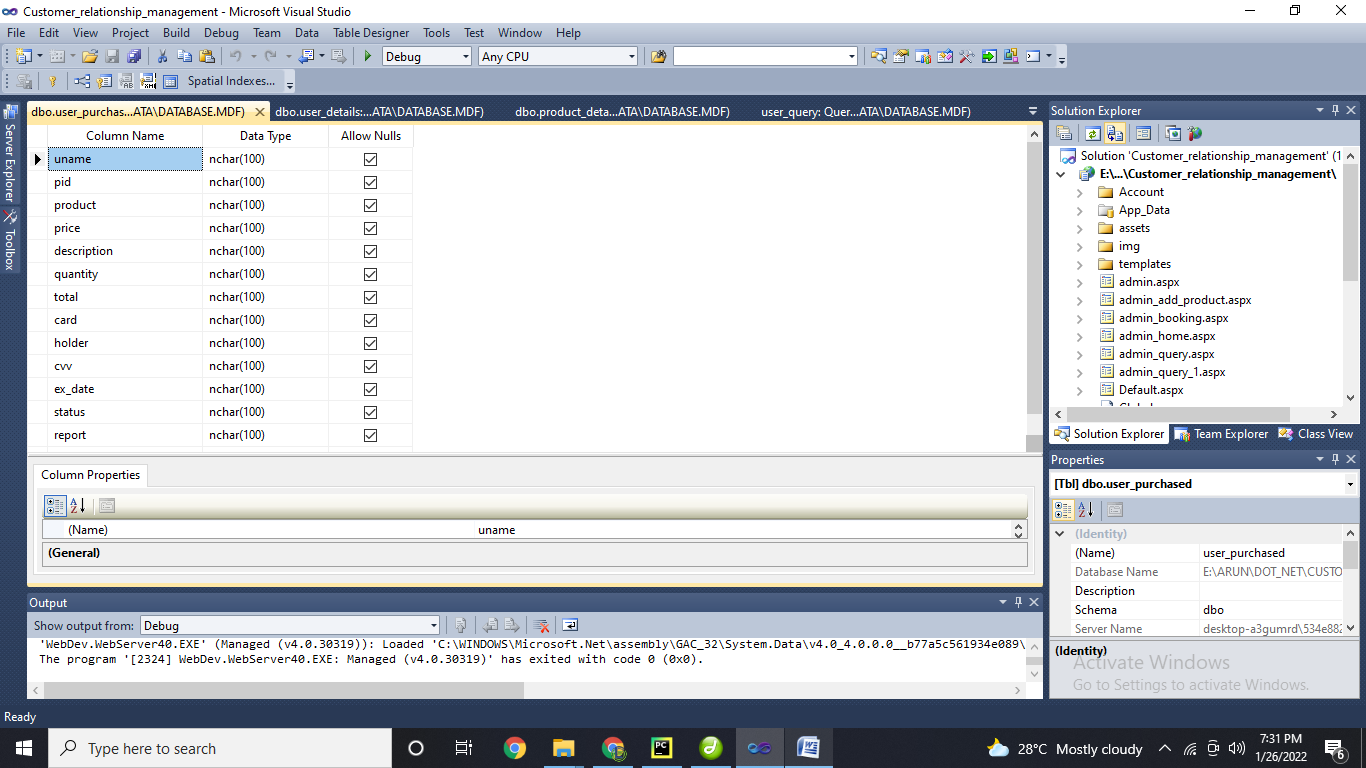 Customer_relationship_management - Microsoft Visual Studio
File Edit View Project Build Debug Team Data Table Designer Tools Test Window Help
Debug Any CPU
Spatial Indexes...
dbo.user_purchas...ATA\DATABASE.MDF) dbo.user_details:...ATA\DATABASE.MDF) dbo.product_deta...ATA\DATABASE.MDF) user_query: Quer...ATA\DATABASE.MDF)
Server Explorer
Toolbox
Column Name Data Type Allow Nulls
uname nchar(100)
pid nchar(100)
product nchar(100)
price nchar(100)
description nchar(100)
quantity nchar(100)
total nchar(100)
card nchar(100)
holder nchar(100)
cvv nchar(100)
ex_date nchar(100)
status nchar(100)
report nchar(100)
Column Properties
(Name) uname
(General)
Output
Show output from: Debug
'WebDev.WebServer40.EXE' (Managed (v4.0.30319)): Loaded 'C:\WINDOWS\Microsoft.Net\assembly\GAC_32\System.Data\v4.0_4.0.0.0__b77a5c561934e089\
The program '[2324] WebDev.WebServer40.EXE: Managed (v4.0.30319)' has exited with code 0 (0x0).
Solution Explorer
Solution 'Customer_relationship_management' (1
E:\...\Customer_relationship_management\
Account
App_Data
assets
img
templates
admin.aspx
admin_add_product.aspx
admin_booking.aspx
admin_home.aspx
admin_query.aspx
admin_query_1.aspx
Default.aspx
Solution Explorer Team Explorer Class View
Properties
[Tbl] dbo.user_purchased
(Identity)
(Name) user_purchased
Database Name E:\ARUN\DOT_NET\CUSTO
Description
Schema dbo
Server Name desktop-a3gumrd\534e882
(Identity)
Activate Windows
Go to Settings to activate Windows.
Ready
Type here to search
28°C Mostly cloudy
7:31 PM
1/26/2022
6